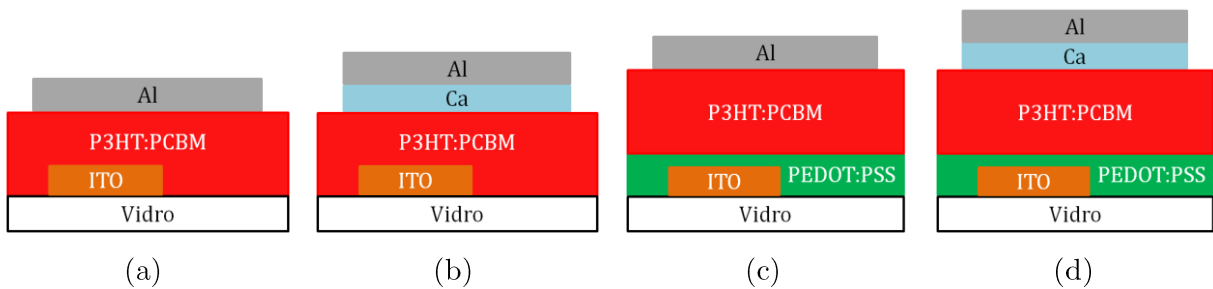 Al
P3HT:PCBM
ITO
Vidro
(a)
Al
Ca
P3HT:PCBM
ITO
Vidro
(b)
Al
P3HT:PCBM
ITO PEDOT:PSS
Vidro
(c)
Al
Ca
P3HT:PCBM
ITO PEDOT:PSS
Vidro
(d)